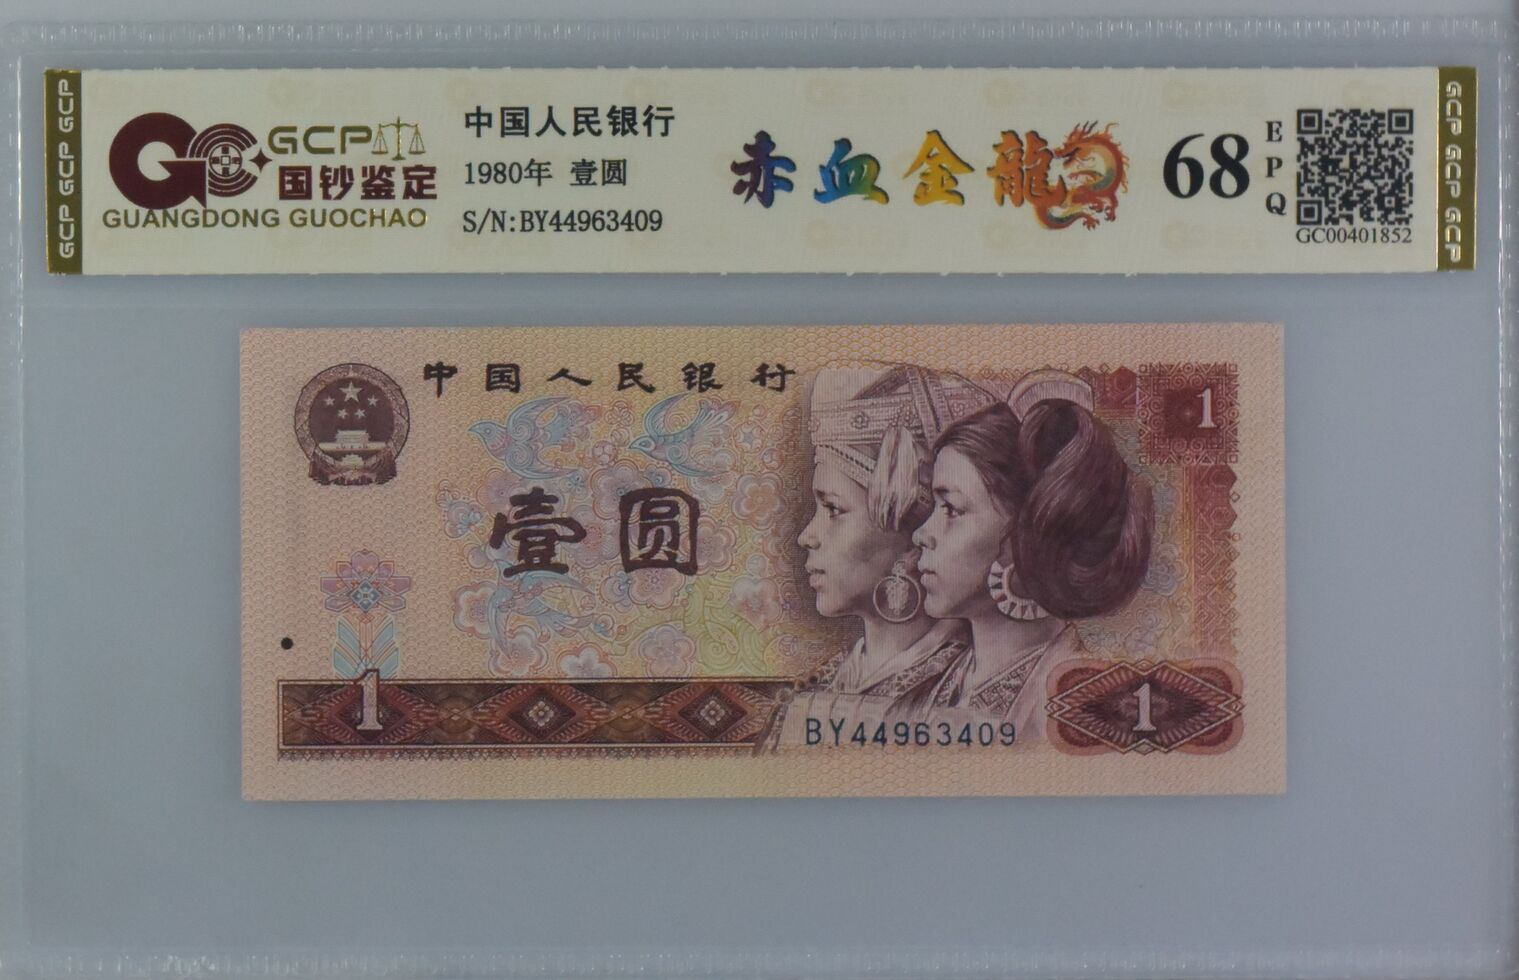 GCP GCP GCP
GCP
国钞鉴定
GUANGDONG GUOCHAO
中国人民银行
1980年 壹圆
S/N:BY44963409
赤血金龍
68
EPQ
GC00401852
GCP GCP GCP
中国人民银行
1
壹圆
1
BY44963409
1